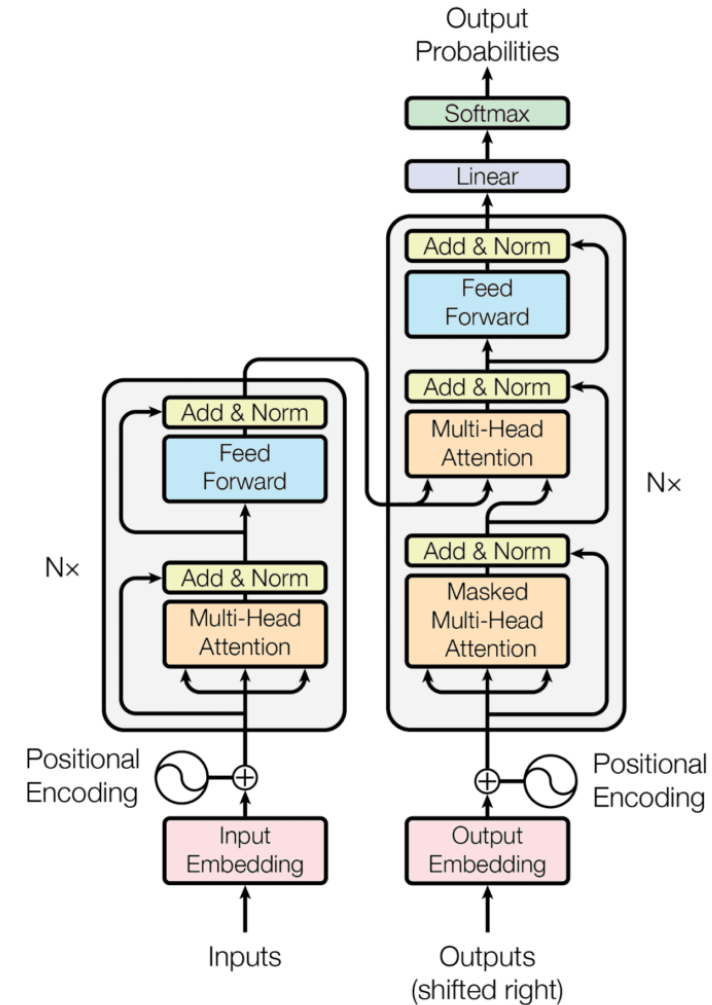 Output
Probabilities
Softmax
Linear
Add & Norm
Feed
Forward
Add & Norm
Multi-Head
Attention
Add & Norm
Masked
Multi-Head
Attention
N×
Add & Norm
Feed
Forward
Add & Norm
Multi-Head
Attention
N×
Positional
Encoding
Positional
Encoding
Input
Embedding
Output
Embedding
Inputs
Outputs
(shifted right)